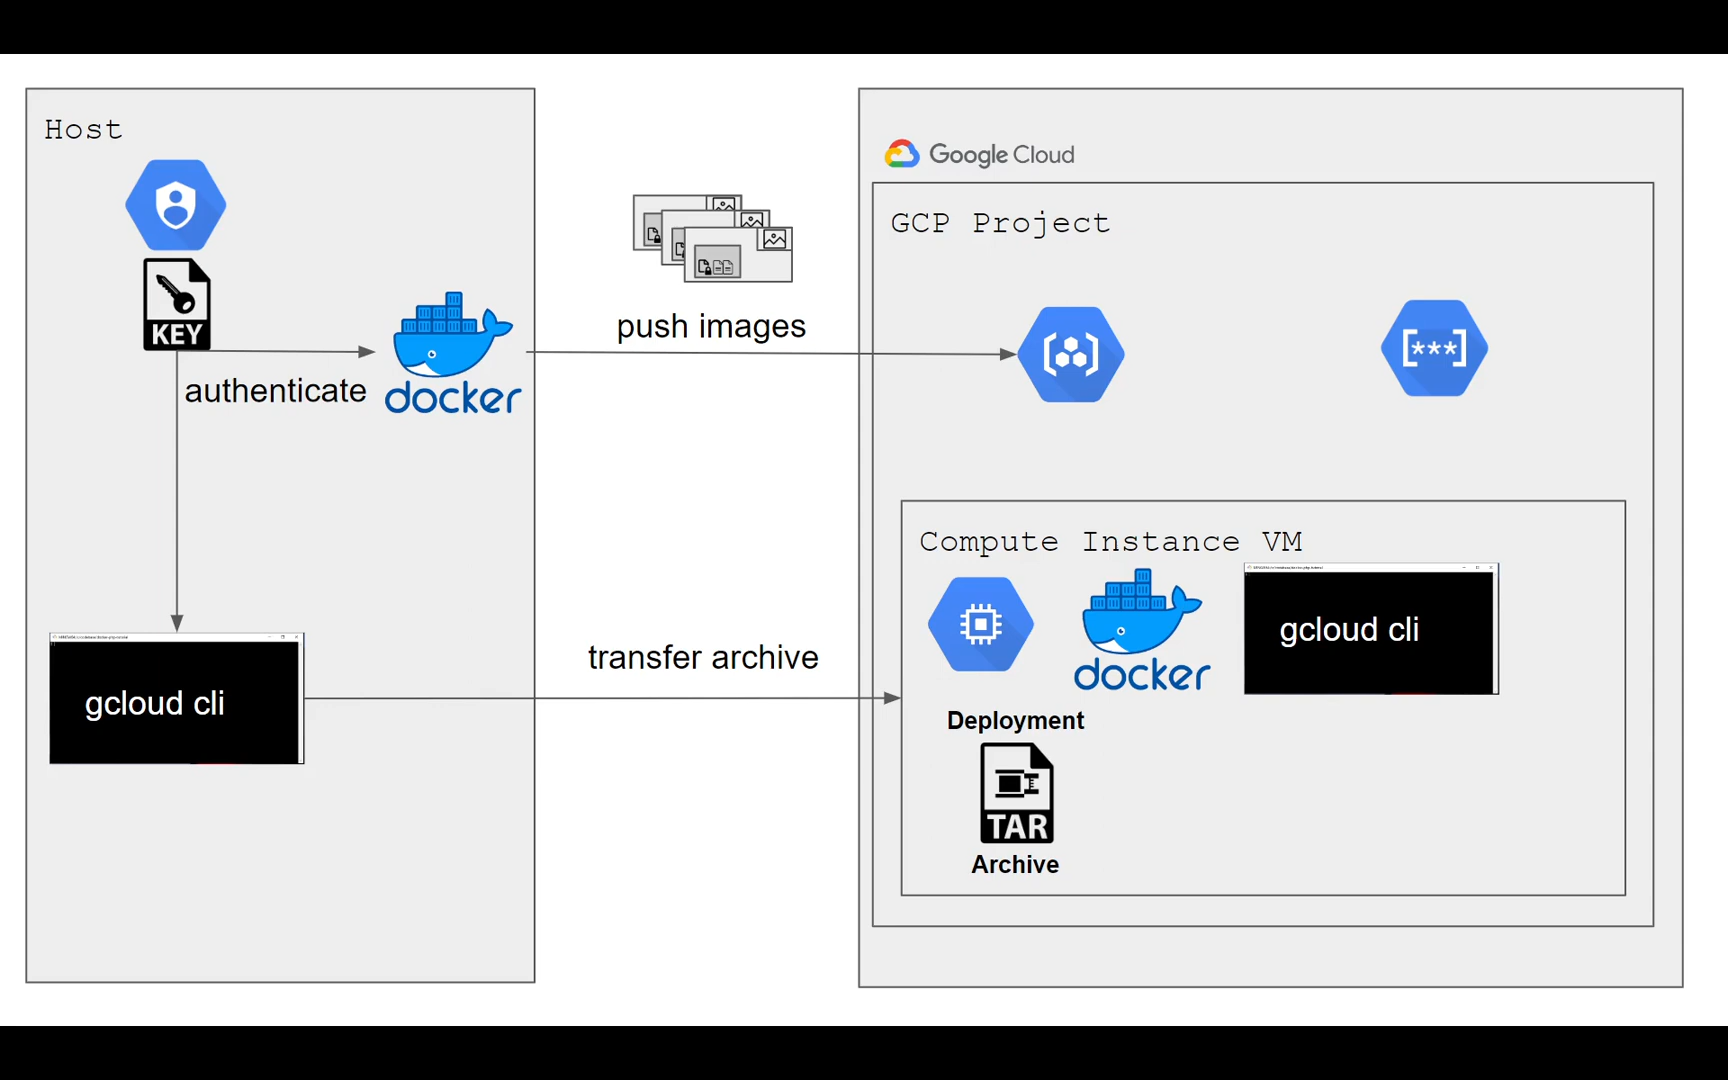 Host
Google Cloud
GCP Project
KEY
push images
authenticate
docker
[***]
Compute Instance VM
gcloud cli
docker
transfer archive
gcloud cli
Deployment
TAR
Archive